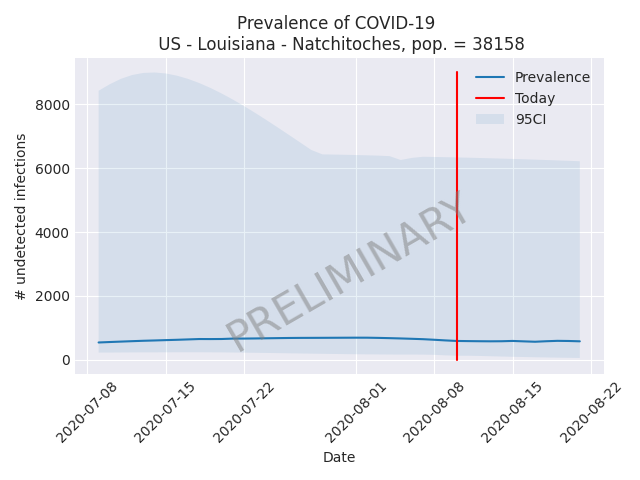 Prevalence of COVID-19
US - Louisiana - Natchitoches, pop. = 38158
Prevalence
Today
95CI
# undetected infections
8000
6000
4000
2000
0
PRELIMINARY
2020-07-08
2020-07-15
2020-07-22
2020-08-01
2020-08-08
2020-08-15
2020-08-22
Date